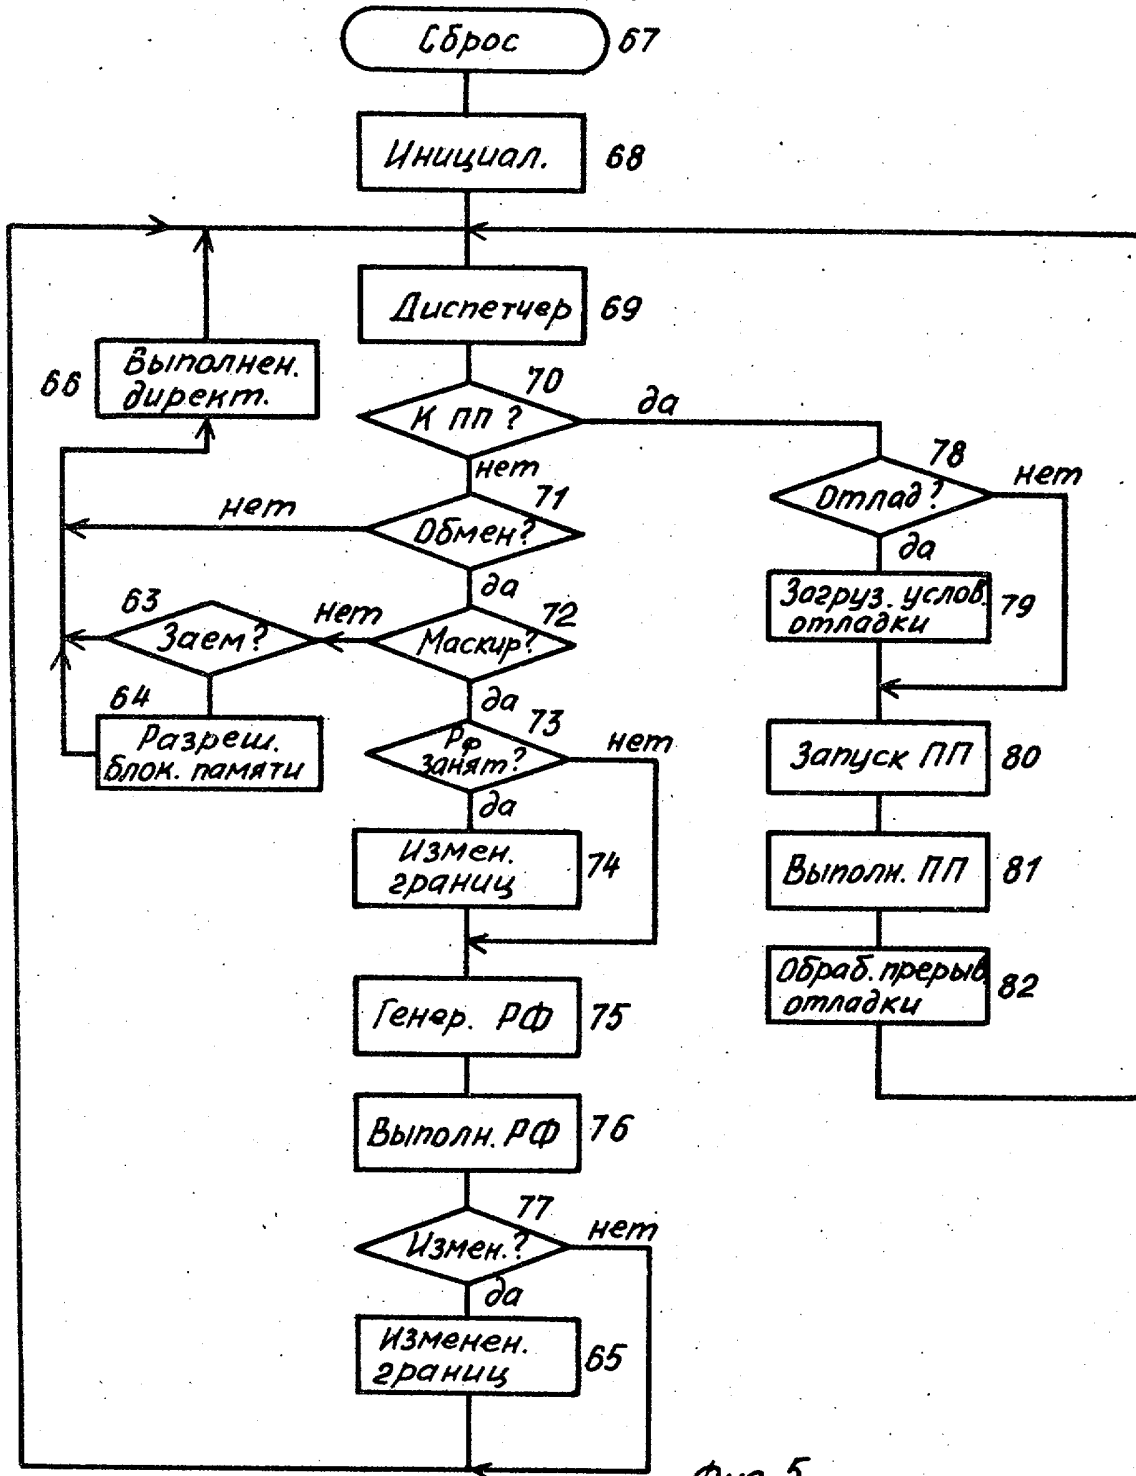 Сброс 67
Инициал. 68
Диспетчер 69
Выполнен.
директ.
66
70
К ПП ?
да
нет
71
Обмен?
нет
да
72
Маскир?
нет
63
Заем?
64
Разреш.
блок. памяти
да
73
РФ
занят?
нет
да
Измен.
границ
74
Генер. РФ 75
Выполн. РФ 76
77
Измен.?
нет
да
Изменен.
границ
65
78
Отлад?
нет
да
Загруз. услов.
отладки
79
Запуск ПП 80
Выполн. ПП 81
Обраб. прерыв.
отладки
82
Фиг. 5